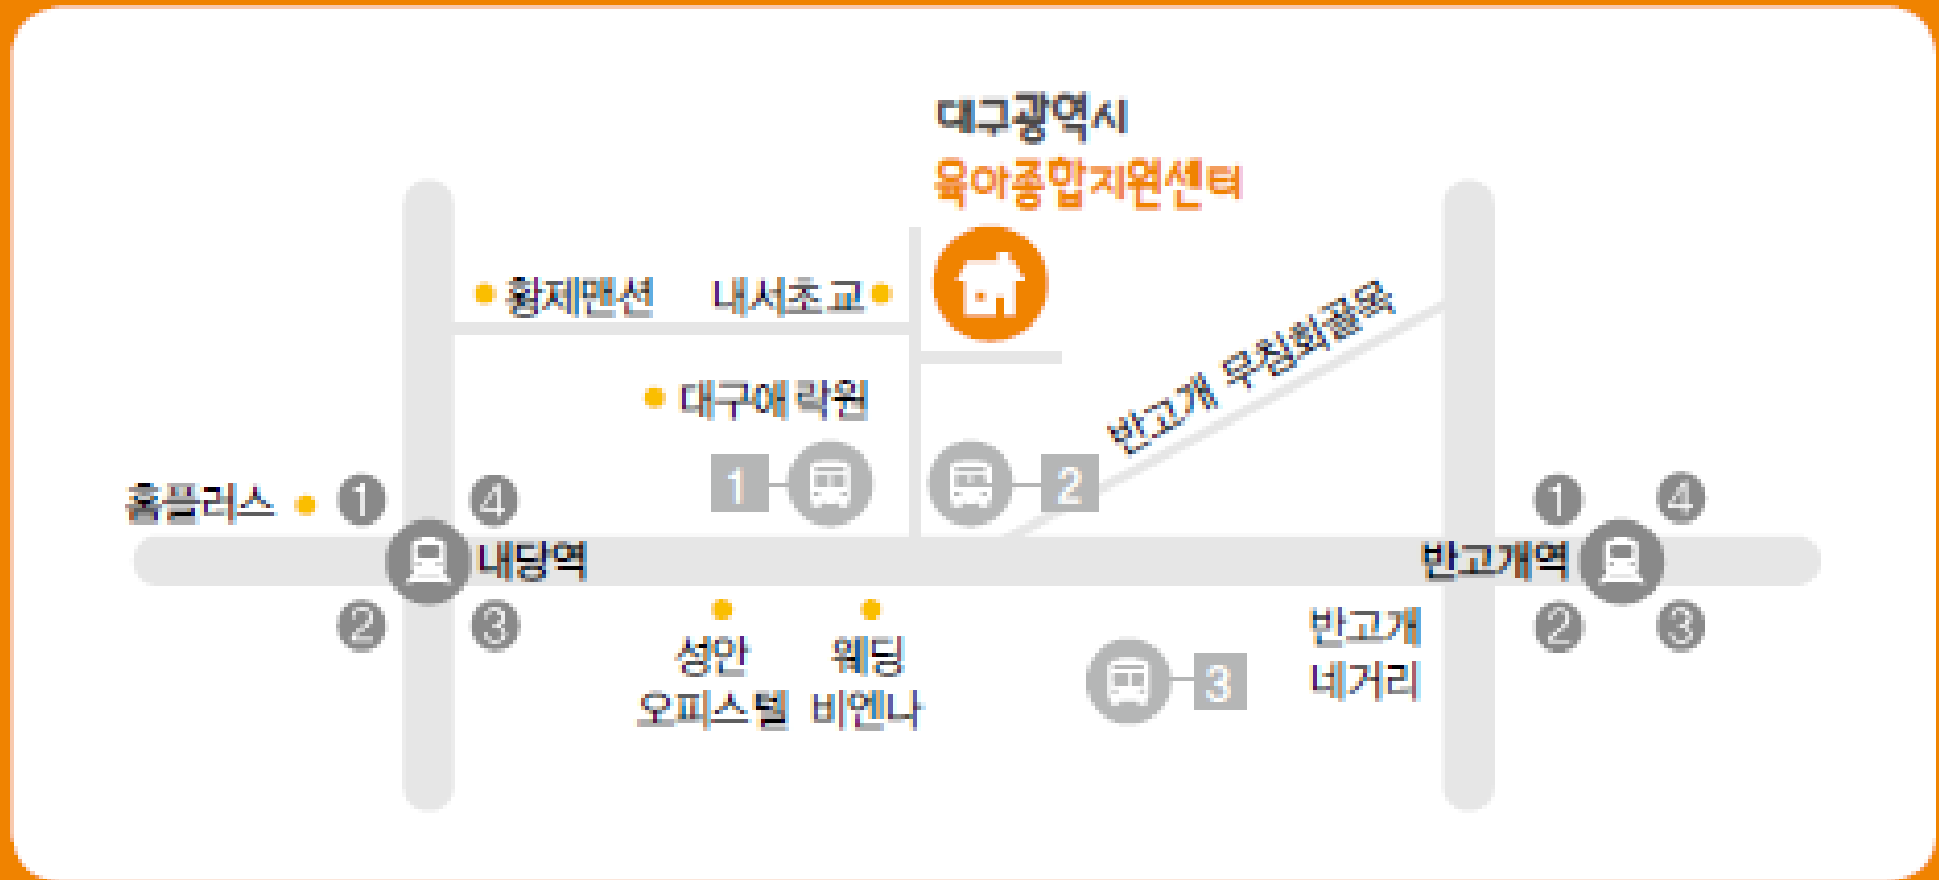 대구광역시
육아종합지원센터
황제맨션
내서초교
반고개 무침회골목
대구애락원
1
2
홈플러스
1
4
1
4
내당역
반고개역
2
3
2
3
성안
오피스텔
웨딩
비엔나
3
반고개
네거리